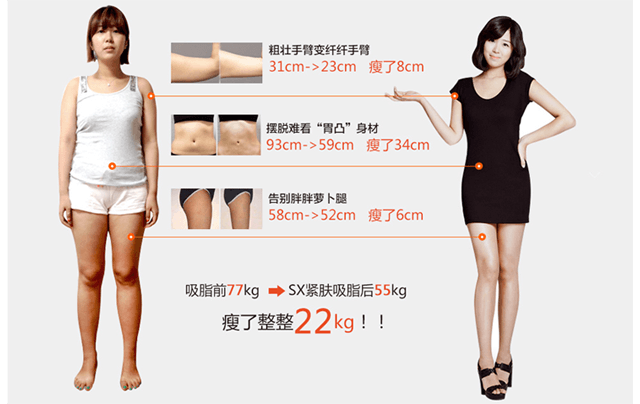 粗壮手臂变纤纤手臂
31cm->23cm 瘦了8cm
摆脱难看“胃凸”身材
93cm->59cm 瘦了34cm
告别胖胖萝卜腿
58cm->52cm 瘦了6cm
吸脂前77kg SX紧肤吸脂后55kg
瘦了整整22kg！！